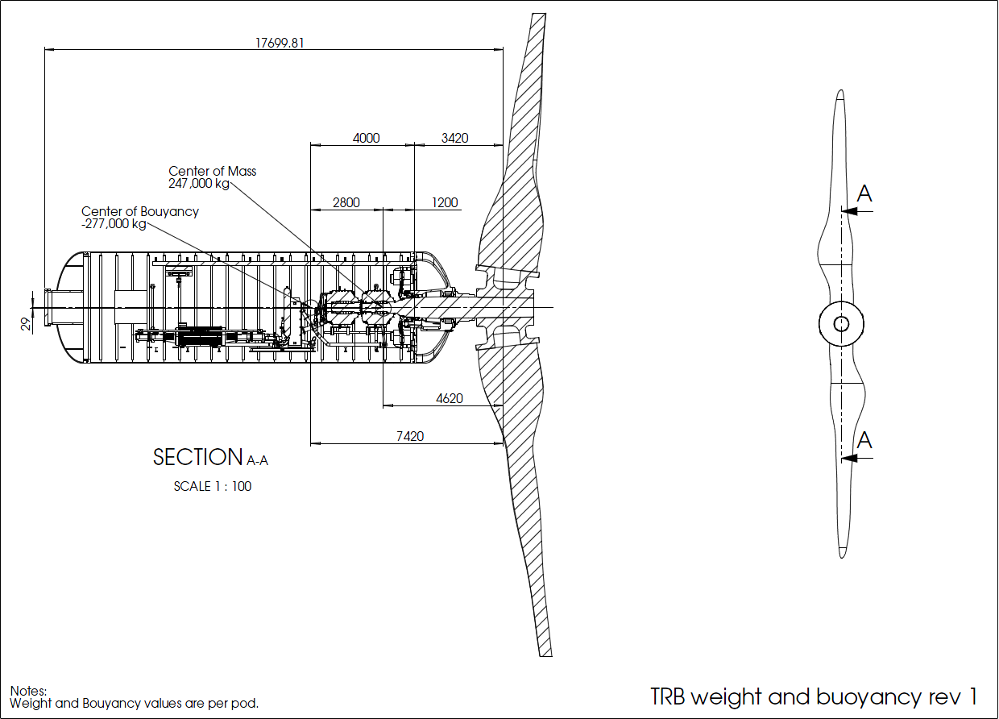 17699.81
4000
3420
Center of Mass
247,000 kg
2800
1200
Center of Bouyancy
-277,000 kg
A
29
4620
7420
A
SECTION A-A
SCALE 1 : 100
Notes:
Weight and Bouyancy values are per pod.
TRB weight and buoyancy rev 1